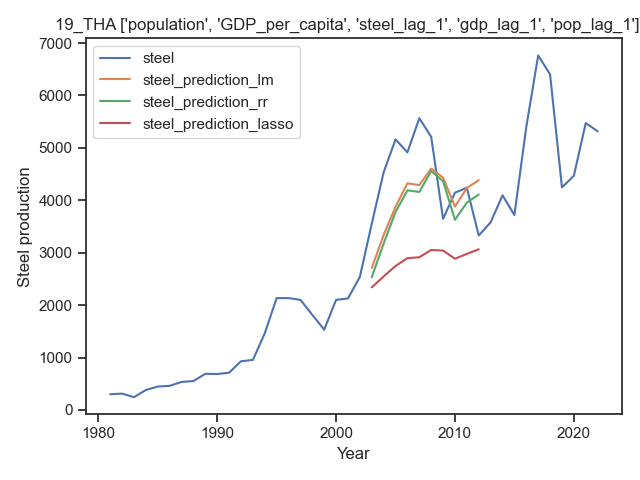 19_THA ['population', 'GDP_per_capita', 'steel_lag_1', 'gdp_lag_1', 'pop_lag_1']
steel
steel_prediction_lm
steel_prediction_rr
steel_prediction_lasso
Steel production
7000
6000
5000
4000
3000
2000
1000
0
1980
1990
2000
2010
2020
Year